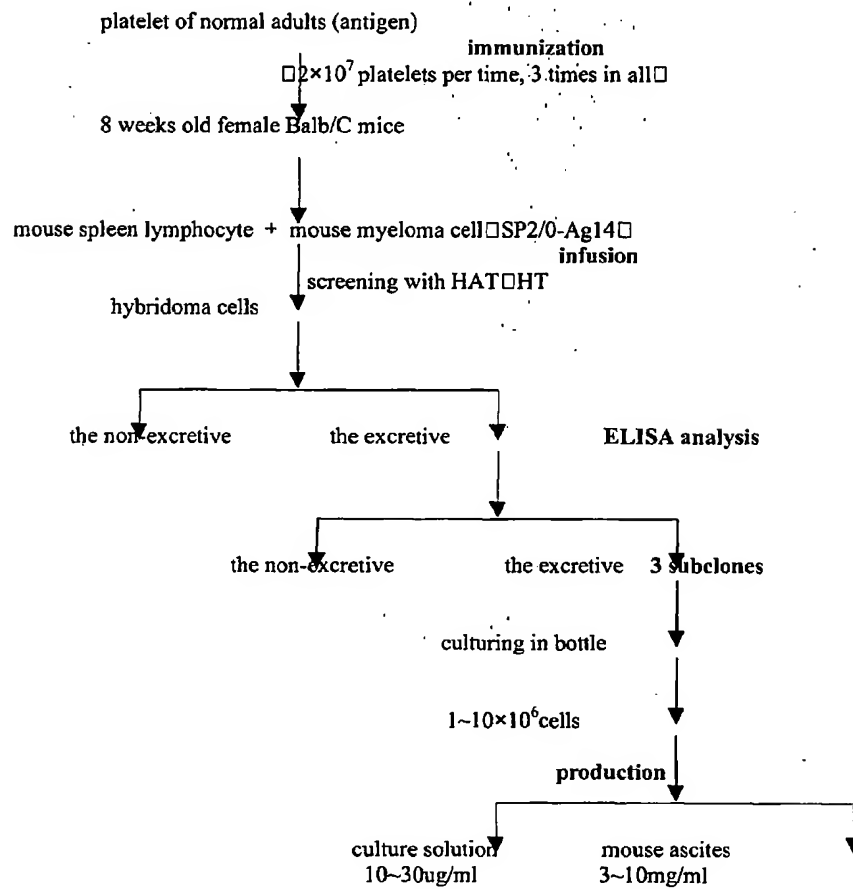 platelet of normal adults (antigen)
immunization
□2×10⁷ platelets per time, 3 times in all□
8 weeks old female Balb/C mice
mouse spleen lymphocyte + mouse myeloma cell□SP2/0-Ag14□
infusion
screening with HAT□HT
hybridoma cells
the non-excretive the excretive ELISA analysis
the non-excretive the excretive 3 subclones
culturing in bottle
1~10×10⁶cells
production
culture solution mouse ascites
10~30ug/ml 3~10mg/ml